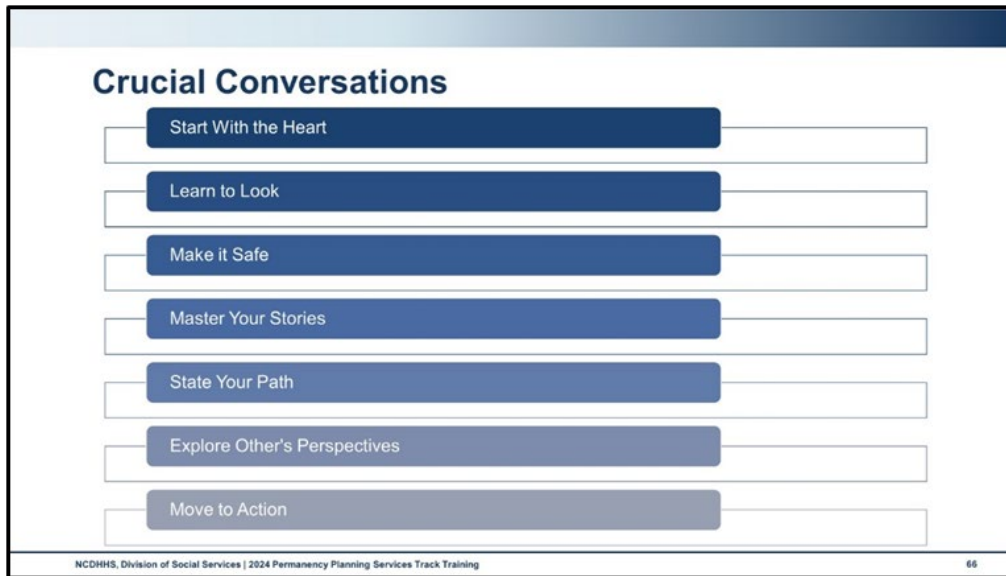 Crucial Conversations
Start With the Heart
Learn to Look
Make it Safe
Master Your Stories
State Your Path
Explore Other's Perspectives
Move to Action
NCDHHS, Division of Social Services | 2024 Permanency Planning Services Track Training 66